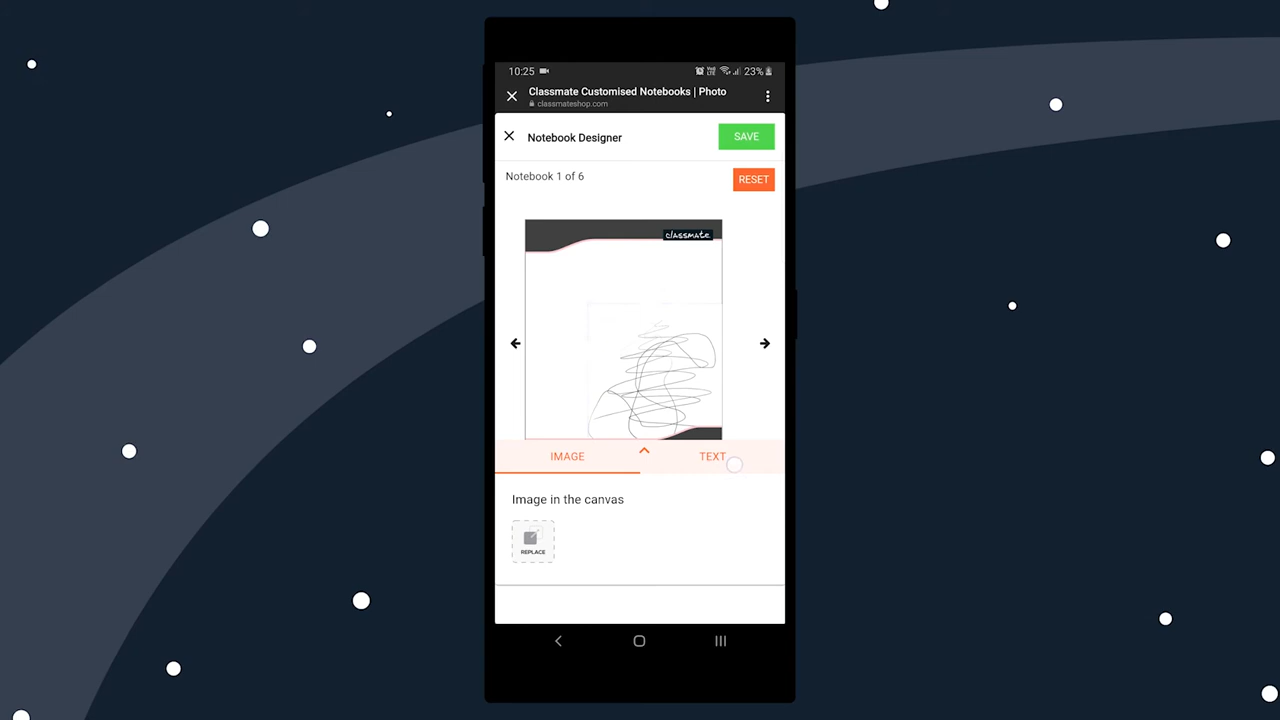 10:25 23%
Classmate Customised Notebooks | Photo
classmateshop.com
Notebook Designer SAVE
Notebook 1 of 6 RESET
classmate
IMAGE TEXT
Image in the canvas
REPLACE